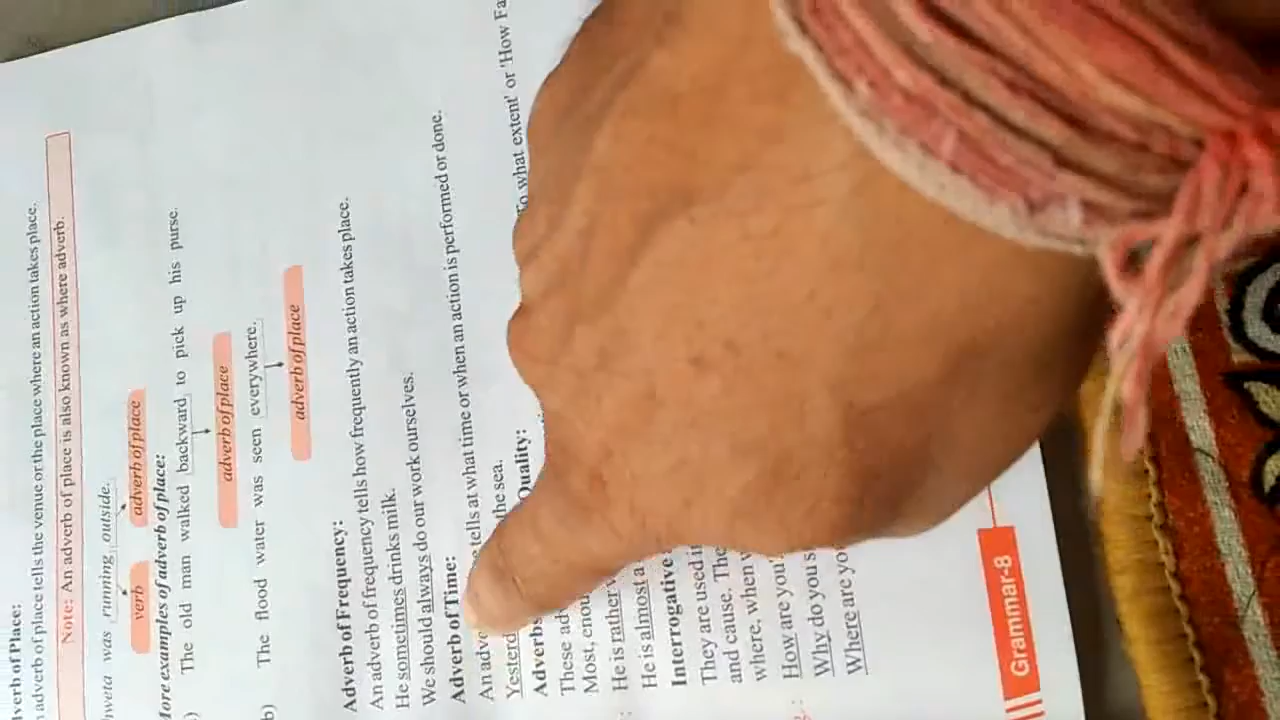 verb of Place:
adverb of place tells the venue or the place where an action takes place.
Note: An adverb of place is also known as where adverb.
hweta was running outside.
verb adverb of place
More examples of adverb of place:
) The old man walked backward to pick up his purse.
adverb of place
b) The flood water was seen everywhere.
adverb of place
Adverb of Frequency:
An adverb of frequency tells how frequently an action takes place.
He sometimes drinks milk.
We should always do our work ourselves.
Adverb of Time:
An adve tells at what time or when an action is performed or done.
Yesterd the sea.
Adverbs Quality:
These ad To what extent' or 'How Fa
Most, enou
He is rather
He is almost a
Interrogative
They are used i
and cause. The
where, when
How are you
Why do you s
Where are yo
Grammar-8